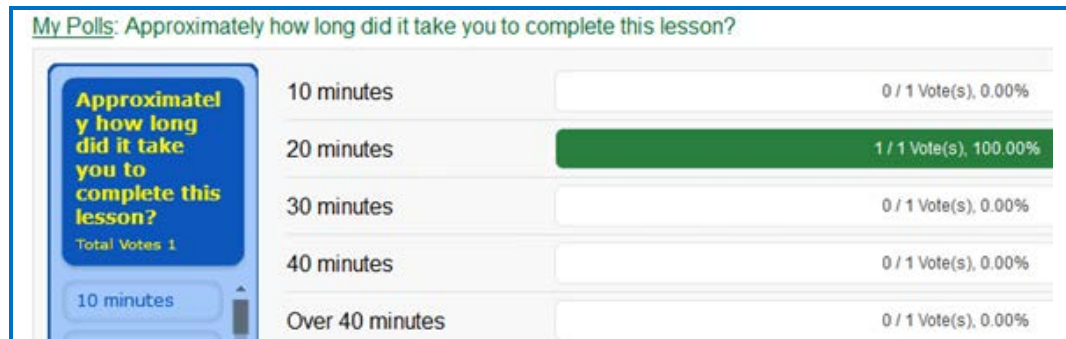 My Polls: Approximately how long did it take you to complete this lesson?
Approximatel
y how long
did it take
you to
complete this
lesson?
Total Votes 1
10 minutes
10 minutes
0 / 1 Vote(s), 0.00%
20 minutes
1 / 1 Vote(s), 100.00%
30 minutes
0 / 1 Vote(s), 0.00%
40 minutes
0 / 1 Vote(s), 0.00%
Over 40 minutes
0 / 1 Vote(s), 0.00%